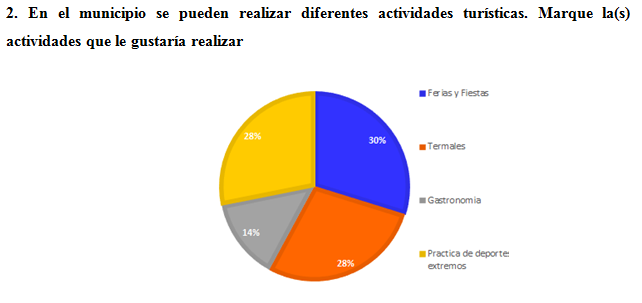 2. En el municipio se pueden realizar diferentes actividades turísticas. Marque la(s)
actividades que le gustaría realizar
28%
30%
14%
28%
Ferias y Fiestas
Termales
Gastronomia
Practica de deportes
extremos